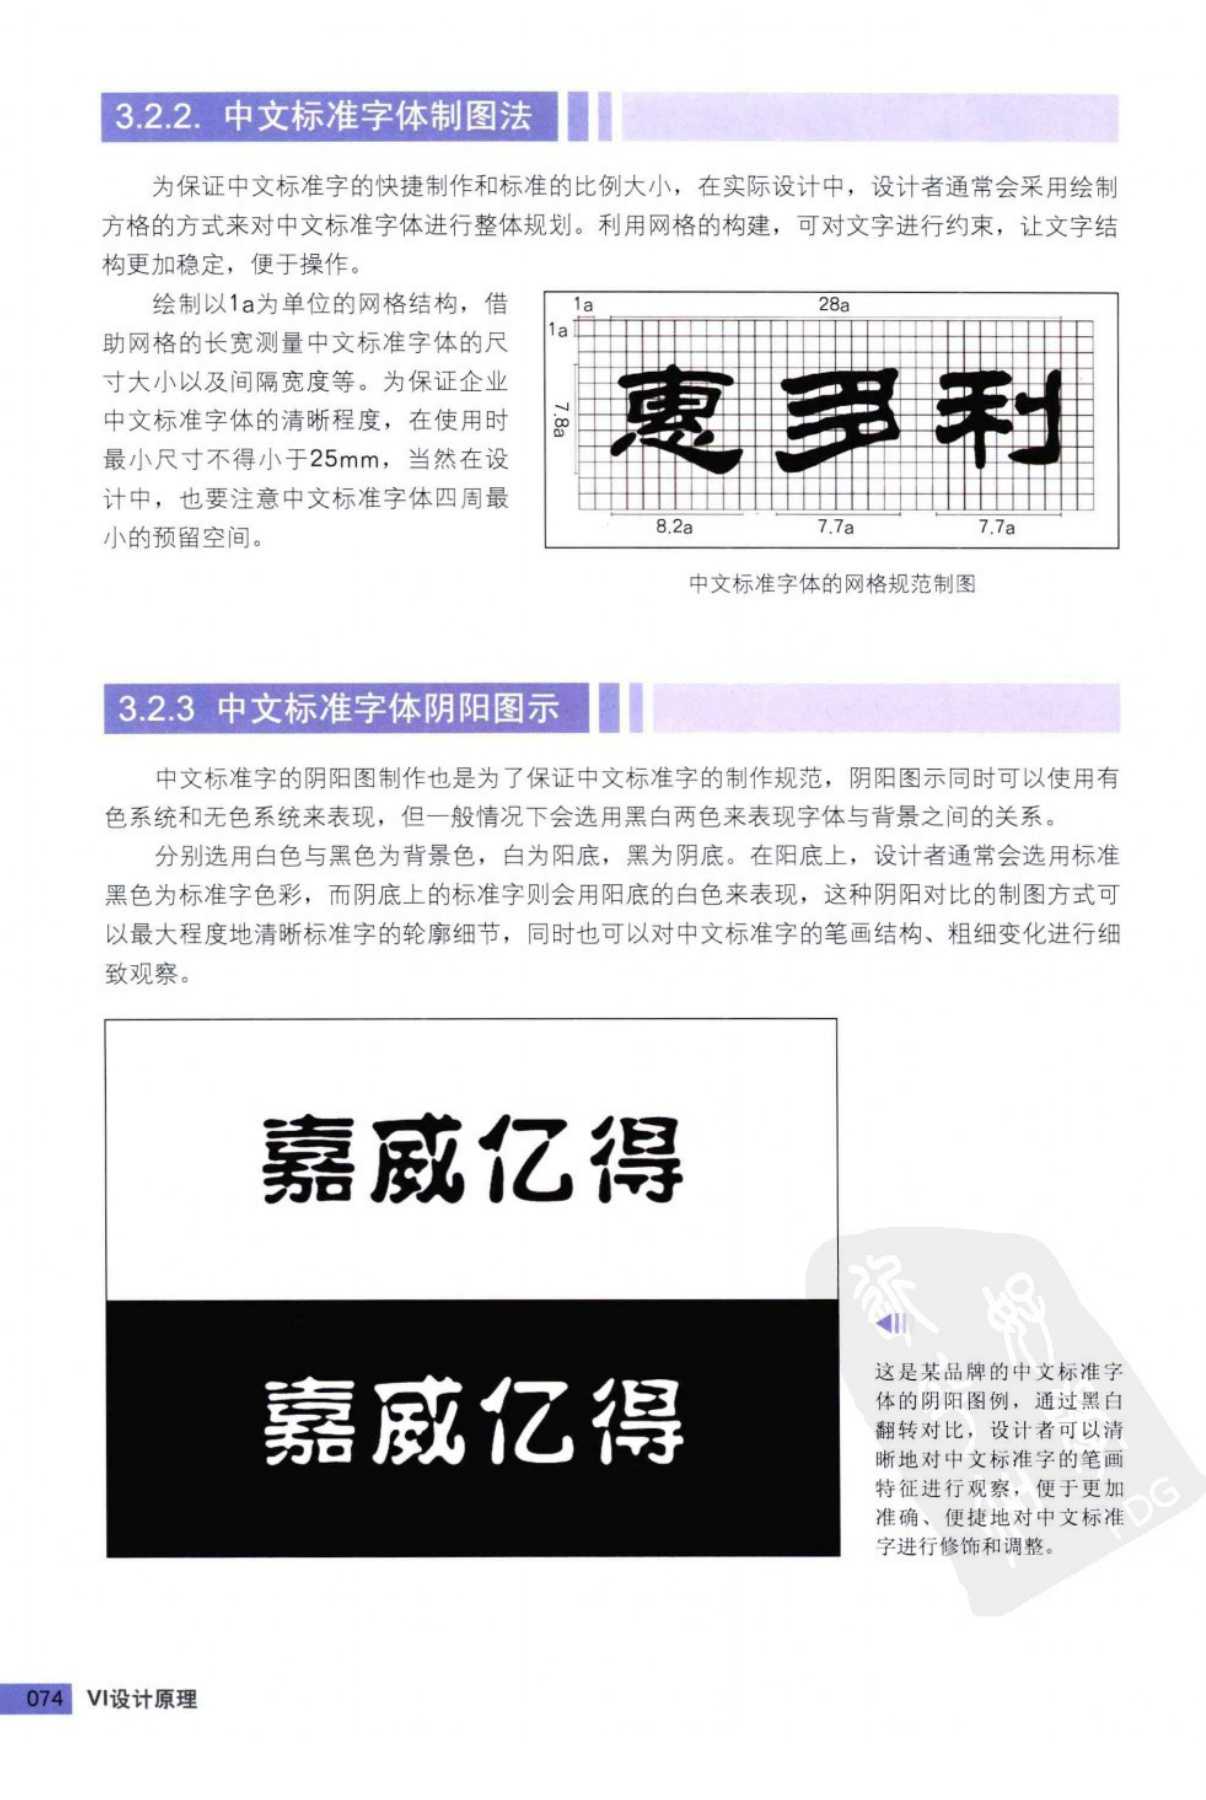 3.2.2. 中文标准字体制图法
为保证中文标准字的快捷制作和标准的比例大小，在实际设计中，设计者通常会采用绘制
方格的方式来对中文标准字体进行整体规划。利用网格的构建，可对文字进行约束，让文字结
构更加稳定，便于操作。
绘制以1a为单位的网格结构，借
助网格的长宽测量中文标准字体的尺
寸大小以及间隔宽度等。为保证企业
中文标准字体的清晰程度，在使用时
最小尺寸不得小于25mm，当然在设
计中，也要注意中文标准字体四周最
小的预留空间。
1a 28a
1a
7.8a
惠多利
8.2a 7.7a 7.7a
中文标准字体的网格规范制图
3.2.3 中文标准字体阴阳图示
中文标准字的阴阳图制作也是为了保证中文标准字的制作规范，阴阳图示同时可以使用有
色系统和无色系统来表现，但一般情况下会选用黑白两色来表现字体与背景之间的关系。
分别选用白色与黑色为背景色，白为阳底，黑为阴底。在阳底上，设计者通常会选用标准
黑色为标准字色彩，而阴底上的标准字则会用阳底的白色来表现，这种阴阳对比的制图方式可
以最大程度地清晰标准字的轮廓细节，同时也可以对中文标准字的笔画结构、粗细变化进行细
致观察。
嘉威亿得
嘉威亿得
这是某品牌的中文标准字
体的阴阳图例，通过黑白
翻转对比，设计者可以清
晰地对中文标准字的笔画
特征进行观察，便于更加
准确、便捷地对中文标准
字进行修饰和调整。
074 VI设计原理